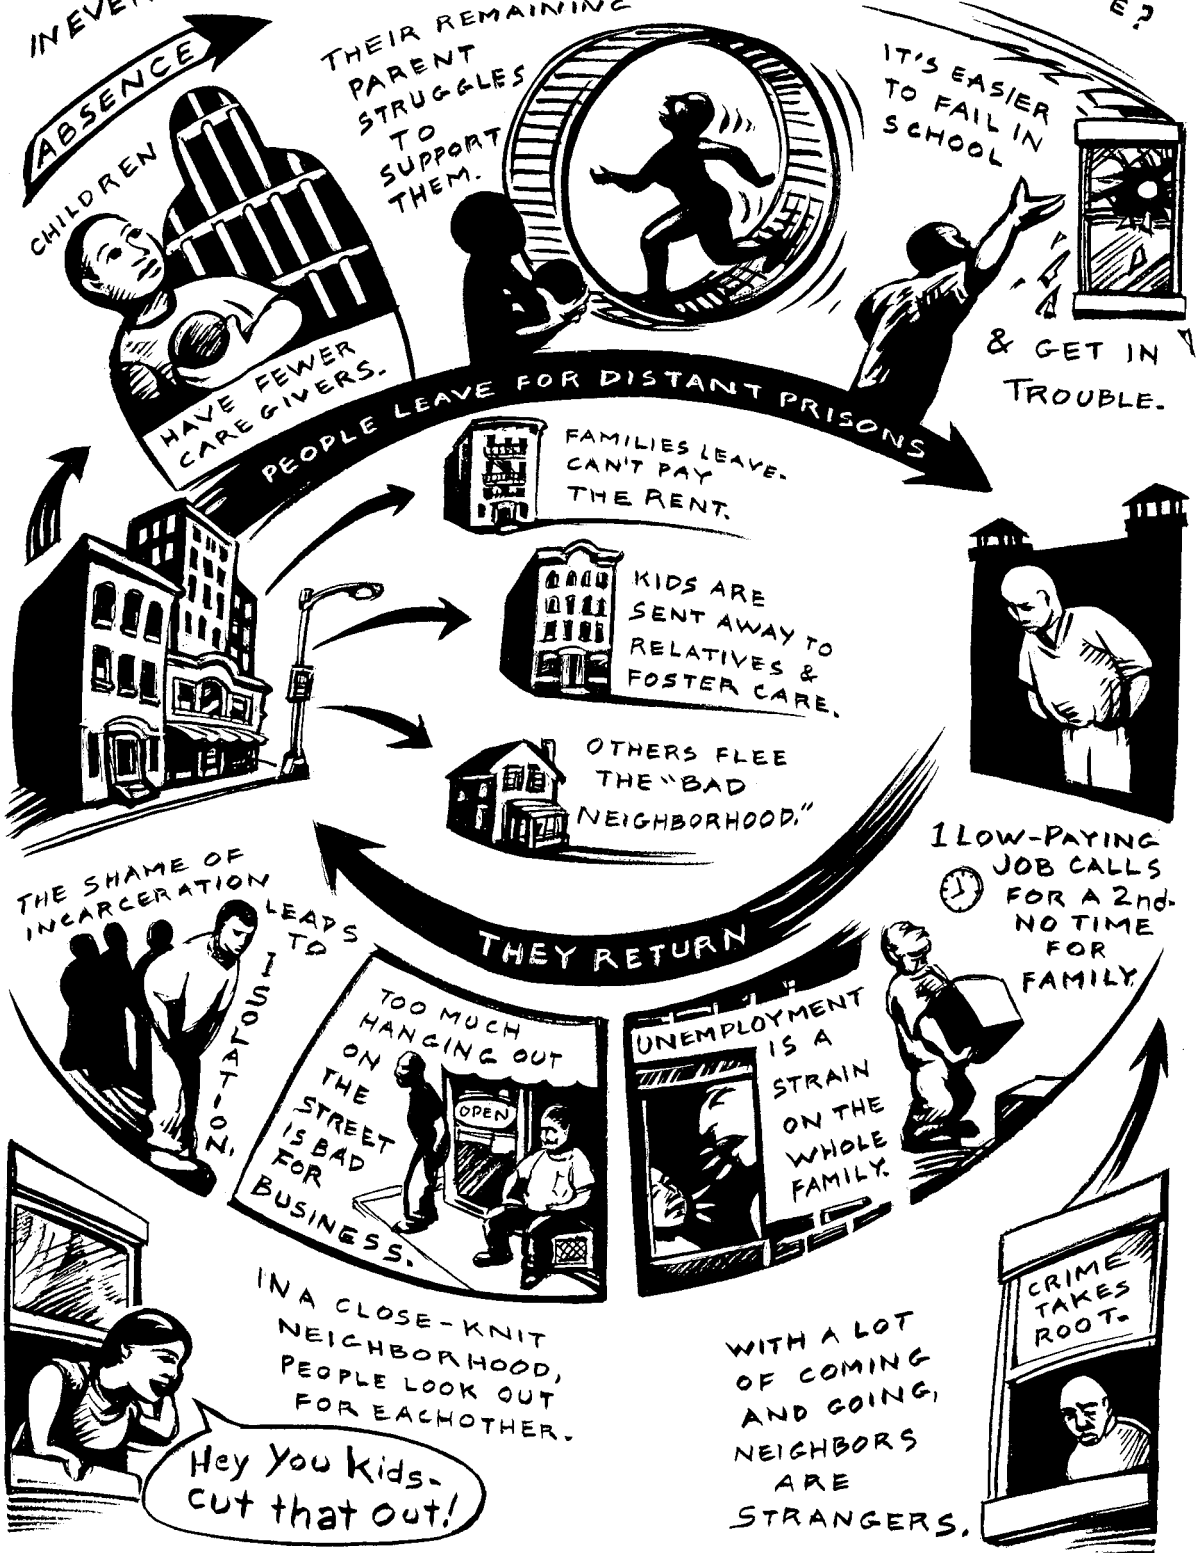 IN EVE
E?
ABSENCE
CHILDREN
HAVE FEWER
CARE GIVERS.
THEIR REMAINING
PARENT
STRUGGLES
TO
SUPPORT
THEM.
IT'S EASIER
TO FAIL IN
SCHOOL
& GET IN
TROUBLE.
PEOPLE LEAVE FOR DISTANT PRISONS
FAMILIES LEAVE.
CAN'T PAY
THE RENT.
KIDS ARE
SENT AWAY TO
RELATIVES &
FOSTER CARE.
OTHERS FLEE
THE "BAD
NEIGHBORHOOD."
THEY RETURN
1 LOW-PAYING
JOB CALLS
FOR A 2nd.
NO TIME
FOR
FAMILY.
UNEMPLOYMENT
IS A
STRAIN
ON THE
WHOLE
FAMILY.
TOO MUCH
HANGING OUT
ON
THE
STREET
IS BAD
FOR
BUSINESS.
OPEN
THE SHAME OF
INCARCERATION
LEADS
TO
ISOLATION.
IN A CLOSE-KNIT
NEIGHBORHOOD,
PEOPLE LOOK OUT
FOR EACHOTHER.
Hey You kids-
cut that out!
WITH A LOT
OF COMING
AND GOING,
NEIGHBORS
ARE
STRANGERS.
CRIME
TAKES
ROOT.